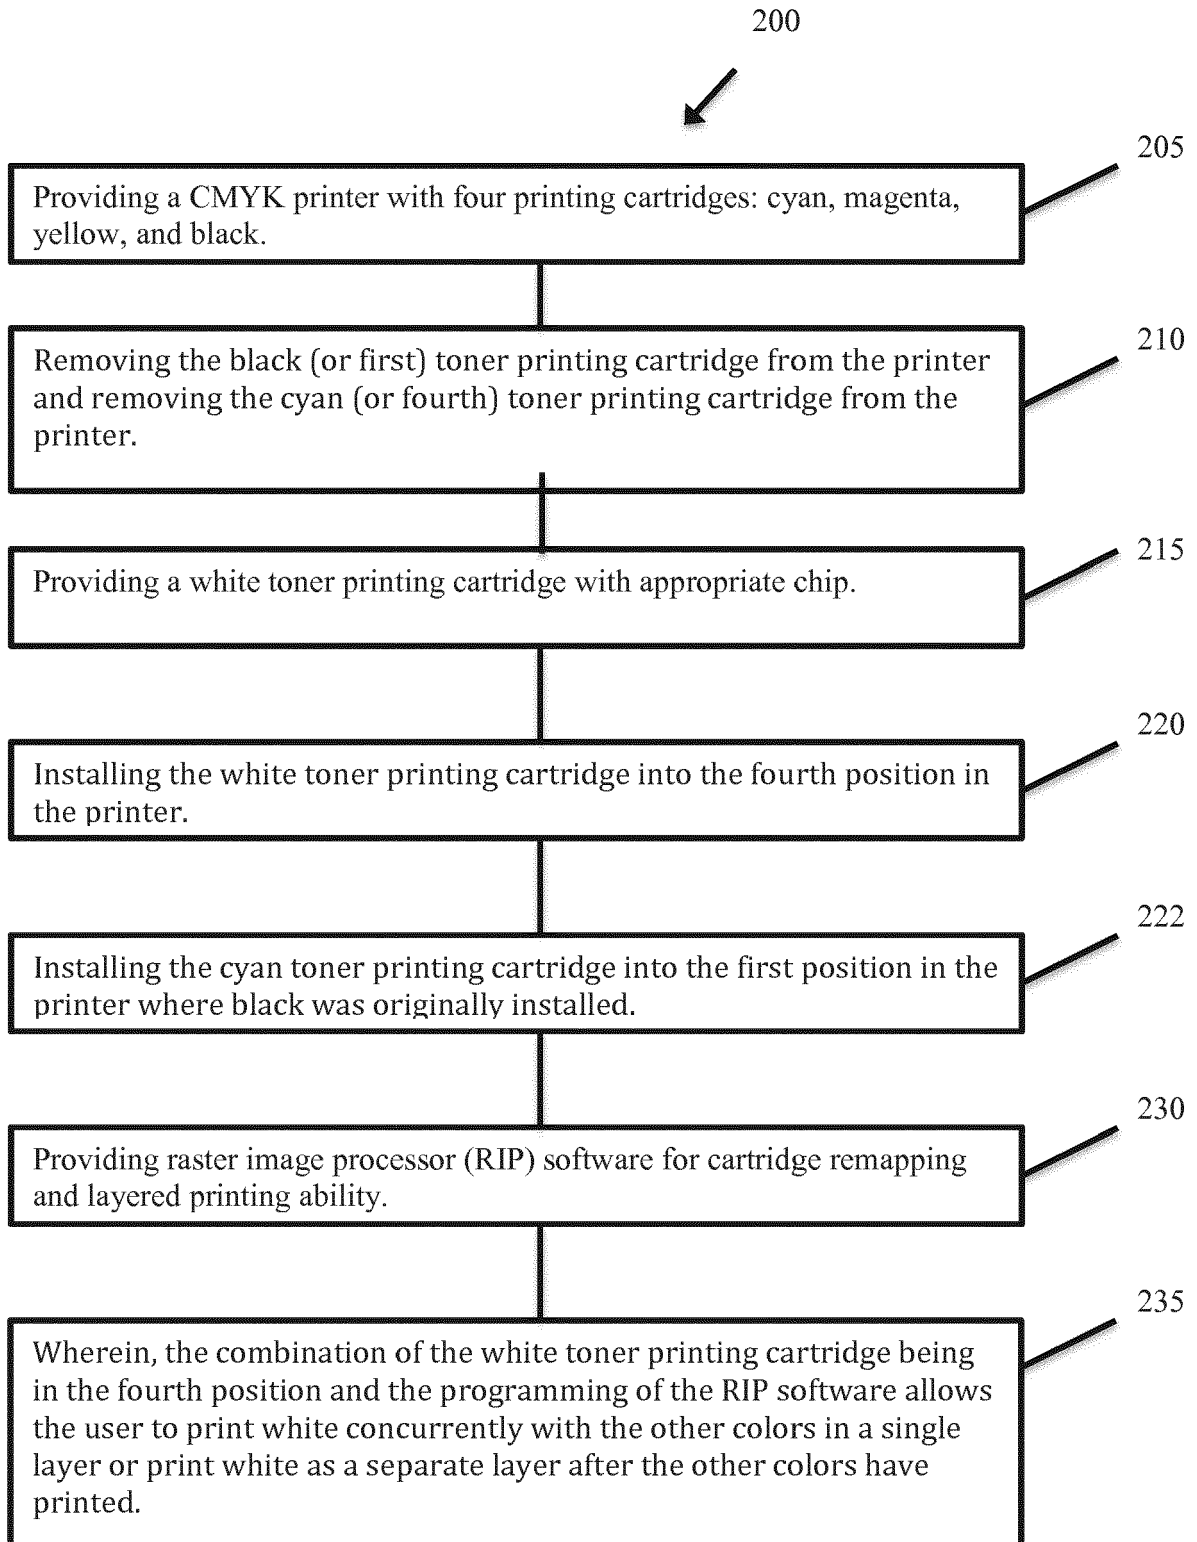 200
205
Providing a CMYK printer with four printing cartridges: cyan, magenta,
yellow, and black.
210
Removing the black (or first) toner printing cartridge from the printer
and removing the cyan (or fourth) toner printing cartridge from the
printer.
215
Providing a white toner printing cartridge with appropriate chip.
220
Installing the white toner printing cartridge into the fourth position in
the printer.
222
Installing the cyan toner printing cartridge into the first position in the
printer where black was originally installed.
230
Providing raster image processor (RIP) software for cartridge remapping
and layered printing ability.
235
Wherein, the combination of the white toner printing cartridge being
in the fourth position and the programming of the RIP software allows
the user to print white concurrently with the other colors in a single
layer or print white as a separate layer after the other colors have
printed.